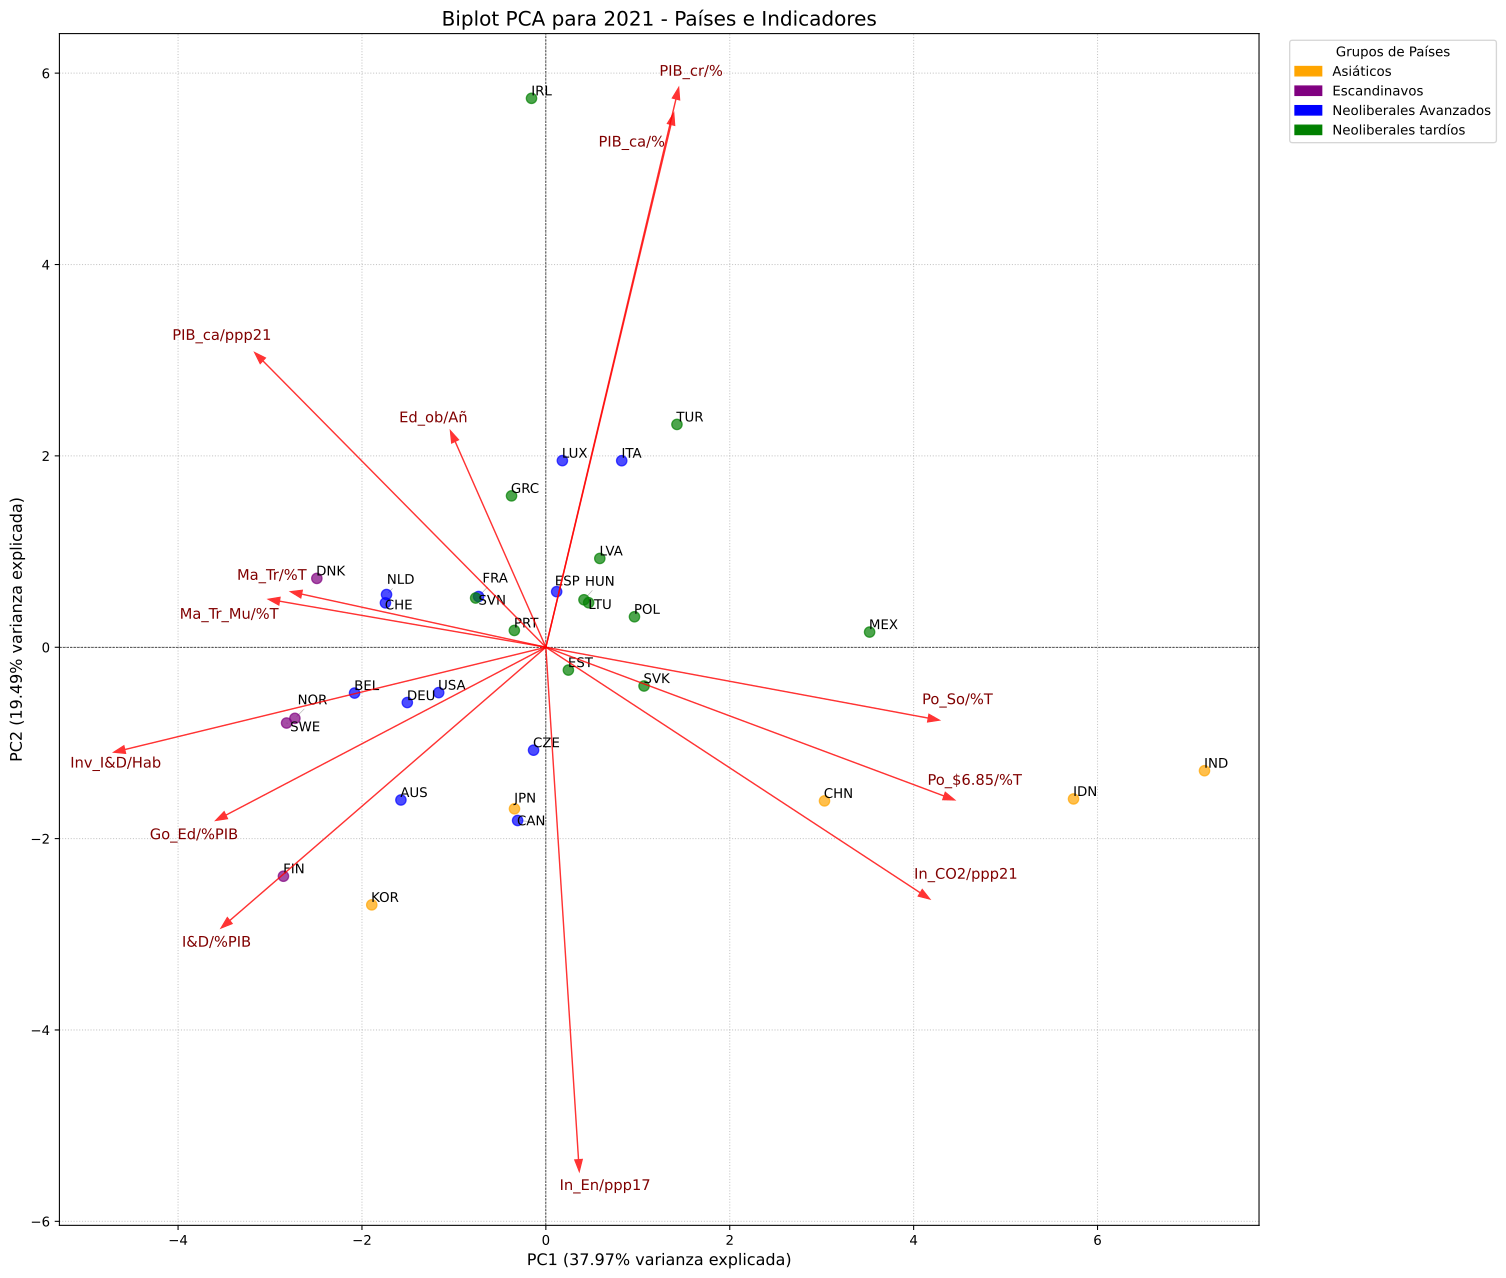 Biplot PCA para 2021 - Países e Indicadores
Grupos de Países
Asiáticos
Escandinavos
Neoliberales Avanzados
Neoliberales tardíos
PIB_cr/%
IRL
PIB_ca/%
PIB_ca/ppp21
Ed_ob/Añ
TUR
LUX
ITA
GRC
LVA
DNK
Ma_Tr/%T
NLD
FRA
ESP
HUN
CHE
SVN
LTU
Ma_Tr_Mu/%T
POL
PRT
MEX
EST
SVK
BEL
USA
DEU
NOR
SWE
Po_So/%T
CZE
Inv_I&D/Hab
IND
Po_$6.85/%T
AUS
JPN
CHN
IDN
CAN
Go_Ed/%PIB
FIN
In_CO2/ppp21
KOR
I&D/%PIB
In_En/ppp17
6
4
2
0
−2
−4
−6
−4
−2
0
2
4
6
PC1 (37.97% varianza explicada)
PC2 (19.49% varianza explicada)